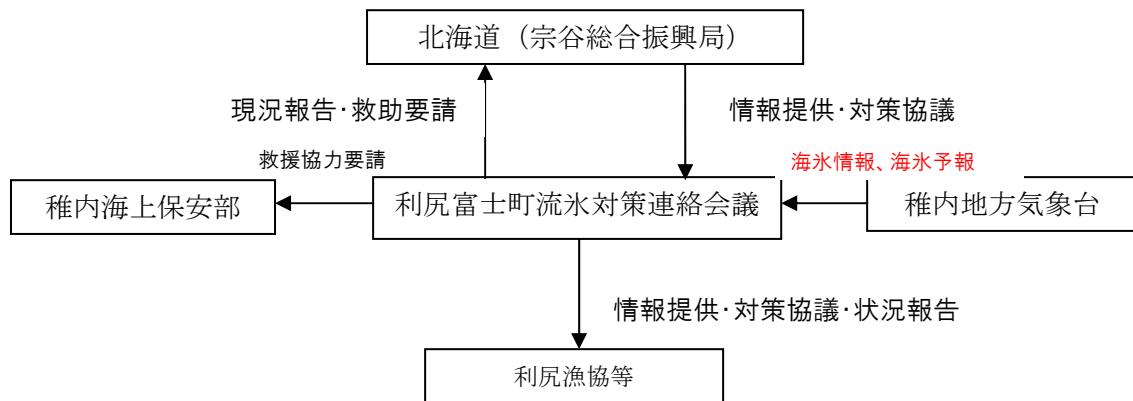 北海道（宗谷総合振興局）
現況報告・救助要請
情報提供・対策協議
救援協力要請
海氷情報、海氷予報
稚内海上保安部
利尻富士町流氷対策連絡会議
稚内地方気象台
情報提供・対策協議・状況報告
利尻漁協等